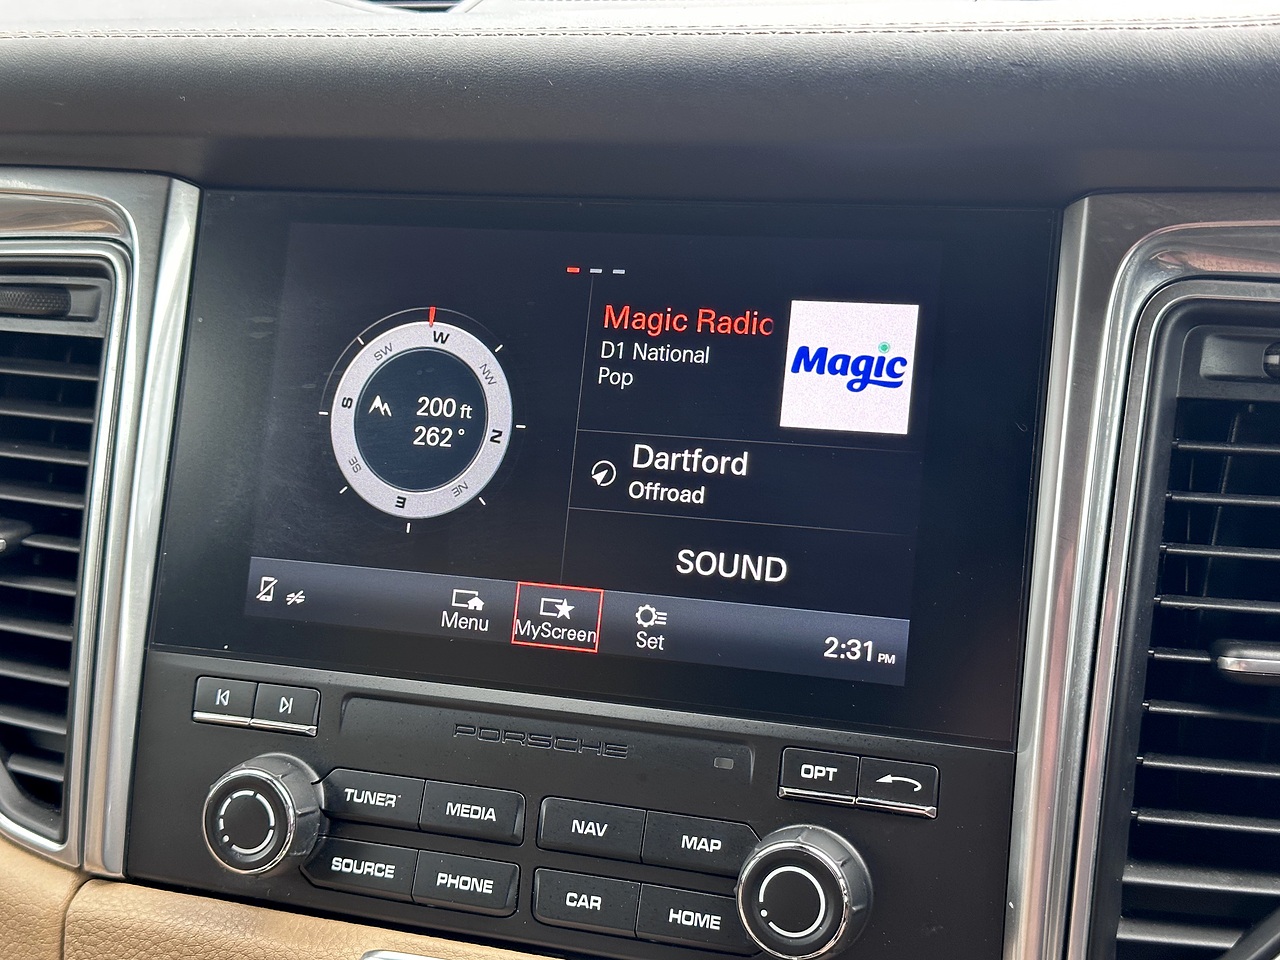 Magic Radio
D1 National
Pop
Magic
W
SW
NW
S
N
SE
NE
E
200 ft
262°
Dartford
Offroad
SOUND
Menu
MyScreen
Set
2:31 PM
PORSCHE
OPT
TUNER
MEDIA
NAV
MAP
SOURCE
PHONE
CAR
HOME